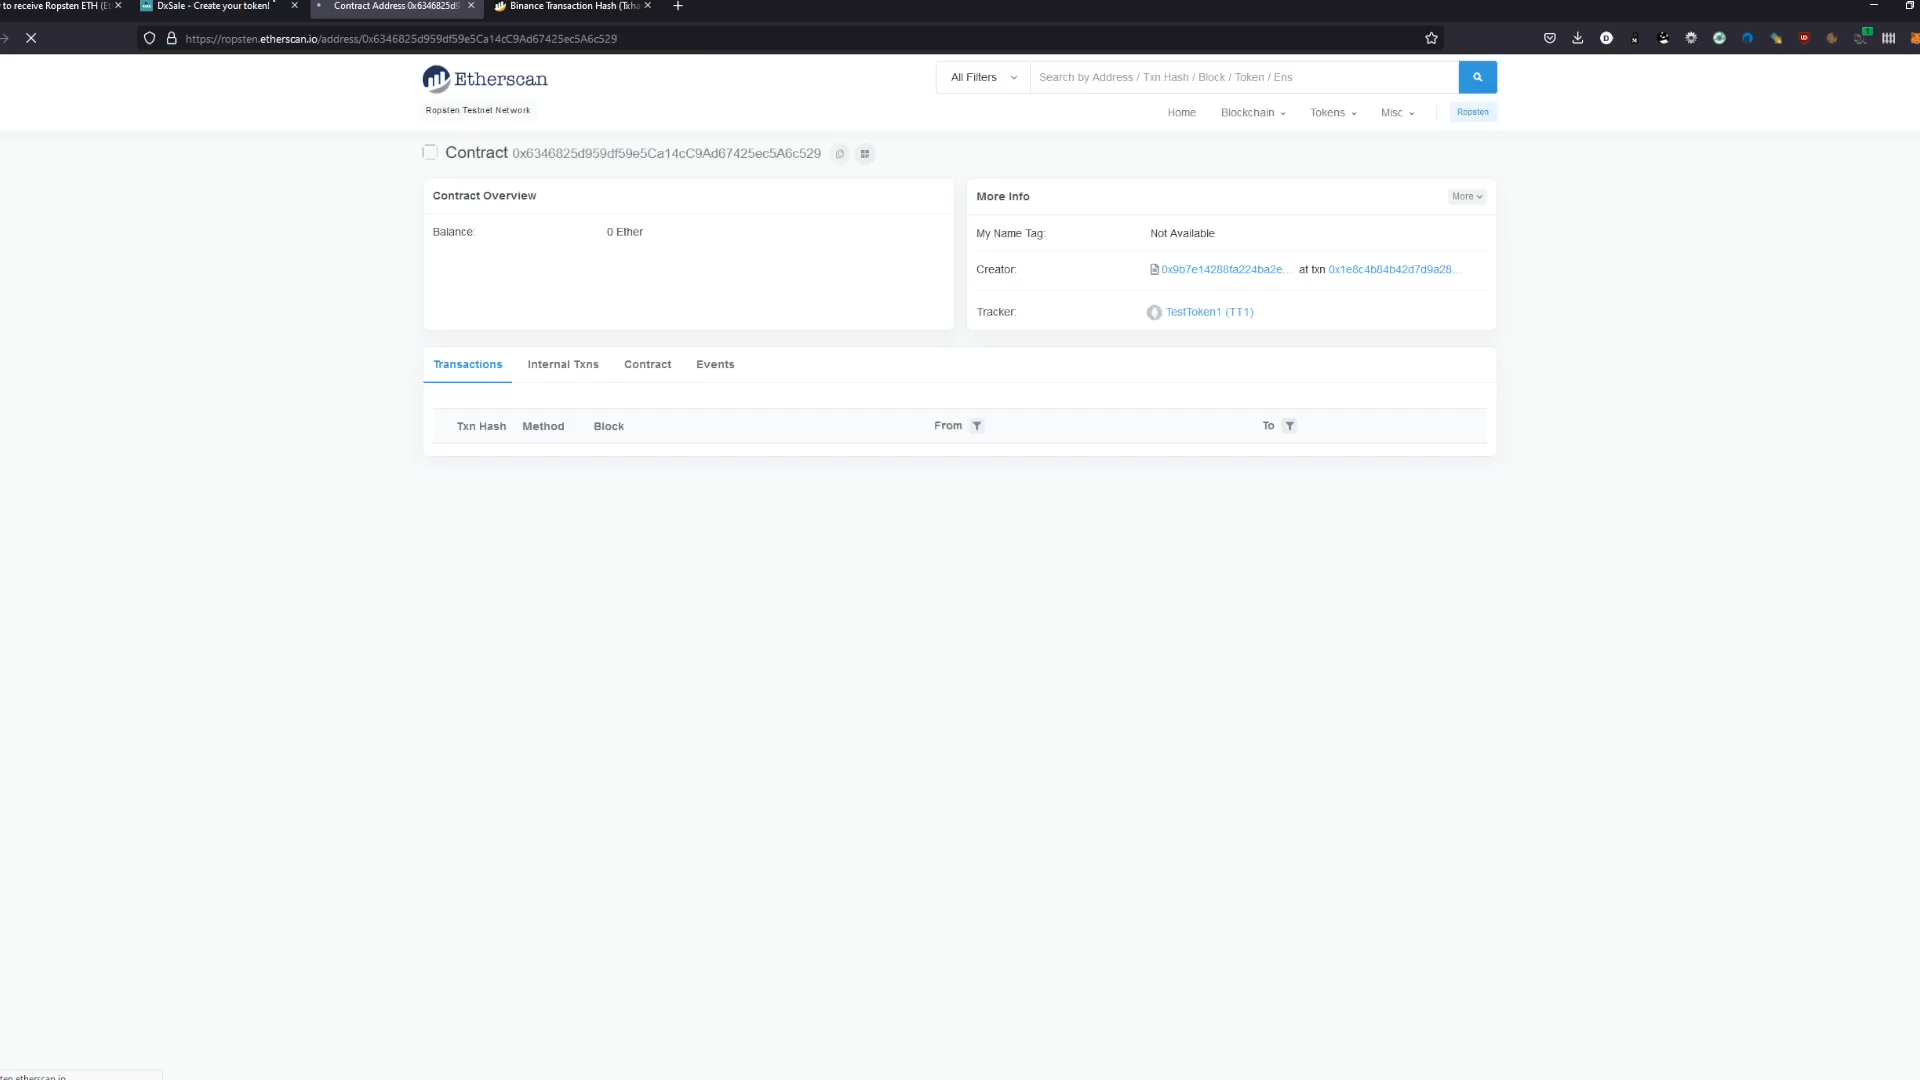 to receive Ropsten ETH (Et
DxSale - Create your token!
Contract Address 0x6346825d9
Binance Transaction Hash (Txha
https://ropsten.etherscan.io/address/0x6346825d959df59e5Ca14cC9Ad67425ec5A6c529
Etherscan
All Filters
Search by Address / Txn Hash / Block / Token / Ens
Ropsten Testnet Network
Home
Blockchain
Tokens
Misc
Ropsten
Contract 0x6346825d959df59e5Ca14cC9Ad67425ec5A6c529
Contract Overview
Balance:
0 Ether
More Info
More
My Name Tag:
Not Available
Creator:
0x9b7e14288fa224ba2e... at txn 0x1e8c4b84b42d7d9a28...
Tracker:
TestToken1 (TT1)
Transactions
Internal Txns
Contract
Events
Txn Hash
Method
Block
From
To